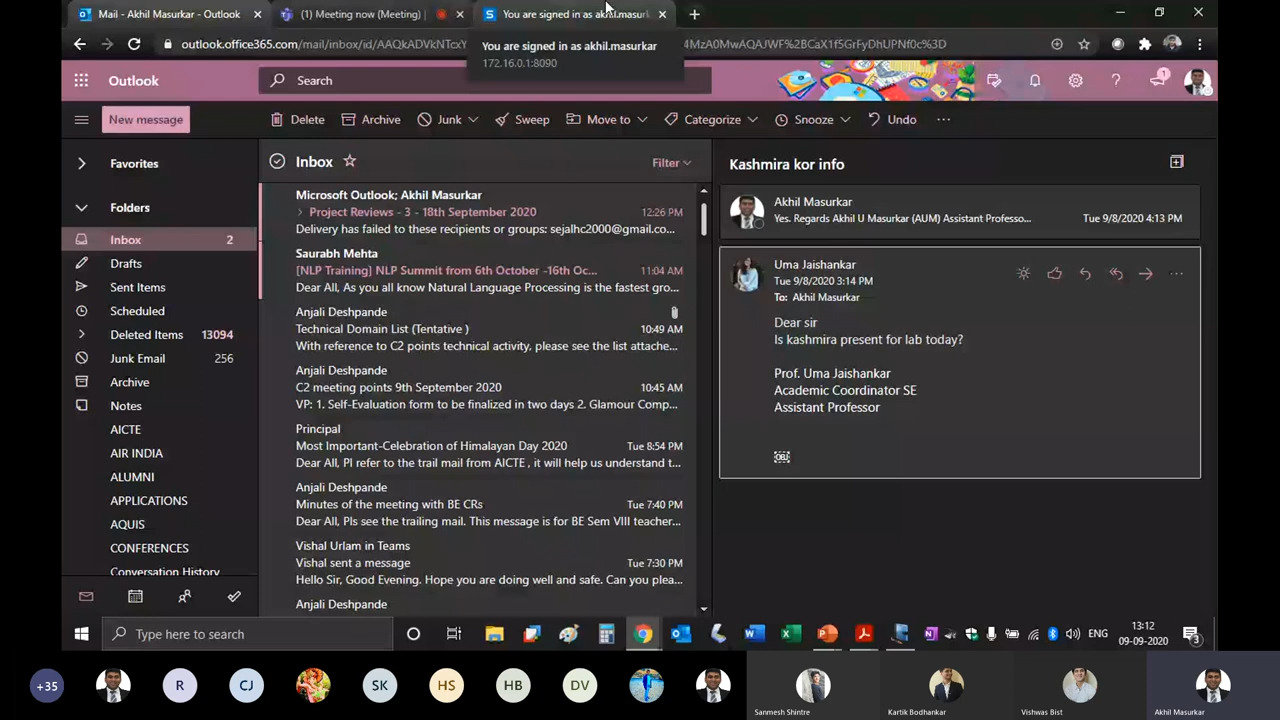 Mail - Akhil Masurkar - Outlook
(1) Meeting now (Meeting) |
You are signed in as akhil.masurk
outlook.office365.com/mail/inbox/id/AAQkADVkNTcxY
4MzA0MwAQAJWF%2BCaX1f5GrFyDhUPNf0c%3D
You are signed in as akhil.masurkar
172.16.0.1:8090
Outlook
Search
1
New message
Delete
Archive
Junk
Sweep
Move to
Categorize
Snooze
Undo
Favorites
Folders
Inbox 2
Drafts
Sent Items
Scheduled
Deleted Items 13094
Junk Email 256
Archive
Notes
AICTE
AIR INDIA
ALUMNI
APPLICATIONS
AQUIS
CONFERENCES
Conversation History
Inbox
Filter
Microsoft Outlook; Akhil Masurkar
Project Reviews - 3 - 18th September 2020 12:26 PM
Delivery has failed to these recipients or groups: sejalhc2000@gmail.co...
Saurabh Mehta
[NLP Training] NLP Summit from 6th October -16th Oc... 11:04 AM
Dear All, As you all know Natural Language Processing is the fastest gro...
Anjali Deshpande
Technical Domain List (Tentative ) 10:49 AM
With reference to C2 points technical activity, please see the list attache...
Anjali Deshpande
C2 meeting points 9th September 2020 10:45 AM
VP: 1. Self-Evaluation form to be finalized in two days 2. Glamour Comp...
Principal
Most Important-Celebration of Himalayan Day 2020 Tue 8:54 PM
Dear All, Pl refer to the trail mail from AICTE , it will help us understand t...
Anjali Deshpande
Minutes of the meeting with BE CRs Tue 7:40 PM
Dear All, Pls see the trailing mail. This message is for BE Sem VIII teacher...
Vishal Urlam in Teams
Vishal sent a message Tue 7:30 PM
Hello Sir, Good Evening. Hope you are doing well and safe. Can you plea...
Anjali Deshpande
Kashmira kor info
Akhil Masurkar
Yes. Regards Akhil U Masurkar (AUM) Assistant Professo... Tue 9/8/2020 4:13 PM
Uma Jaishankar
Tue 9/8/2020 3:14 PM
To: Akhil Masurkar
Dear sir
Is kashmira present for lab today?
Prof. Uma Jaishankar
Academic Coordinator SE
Assistant Professor
OBJ
Type here to search
ENG
13:12
09-09-2020
3
+35
R
CJ
SK
HS
HB
DV
Sanmesh Shintre
Kartik Bodhankar
Vishwas Bist
Akhil Masurkar